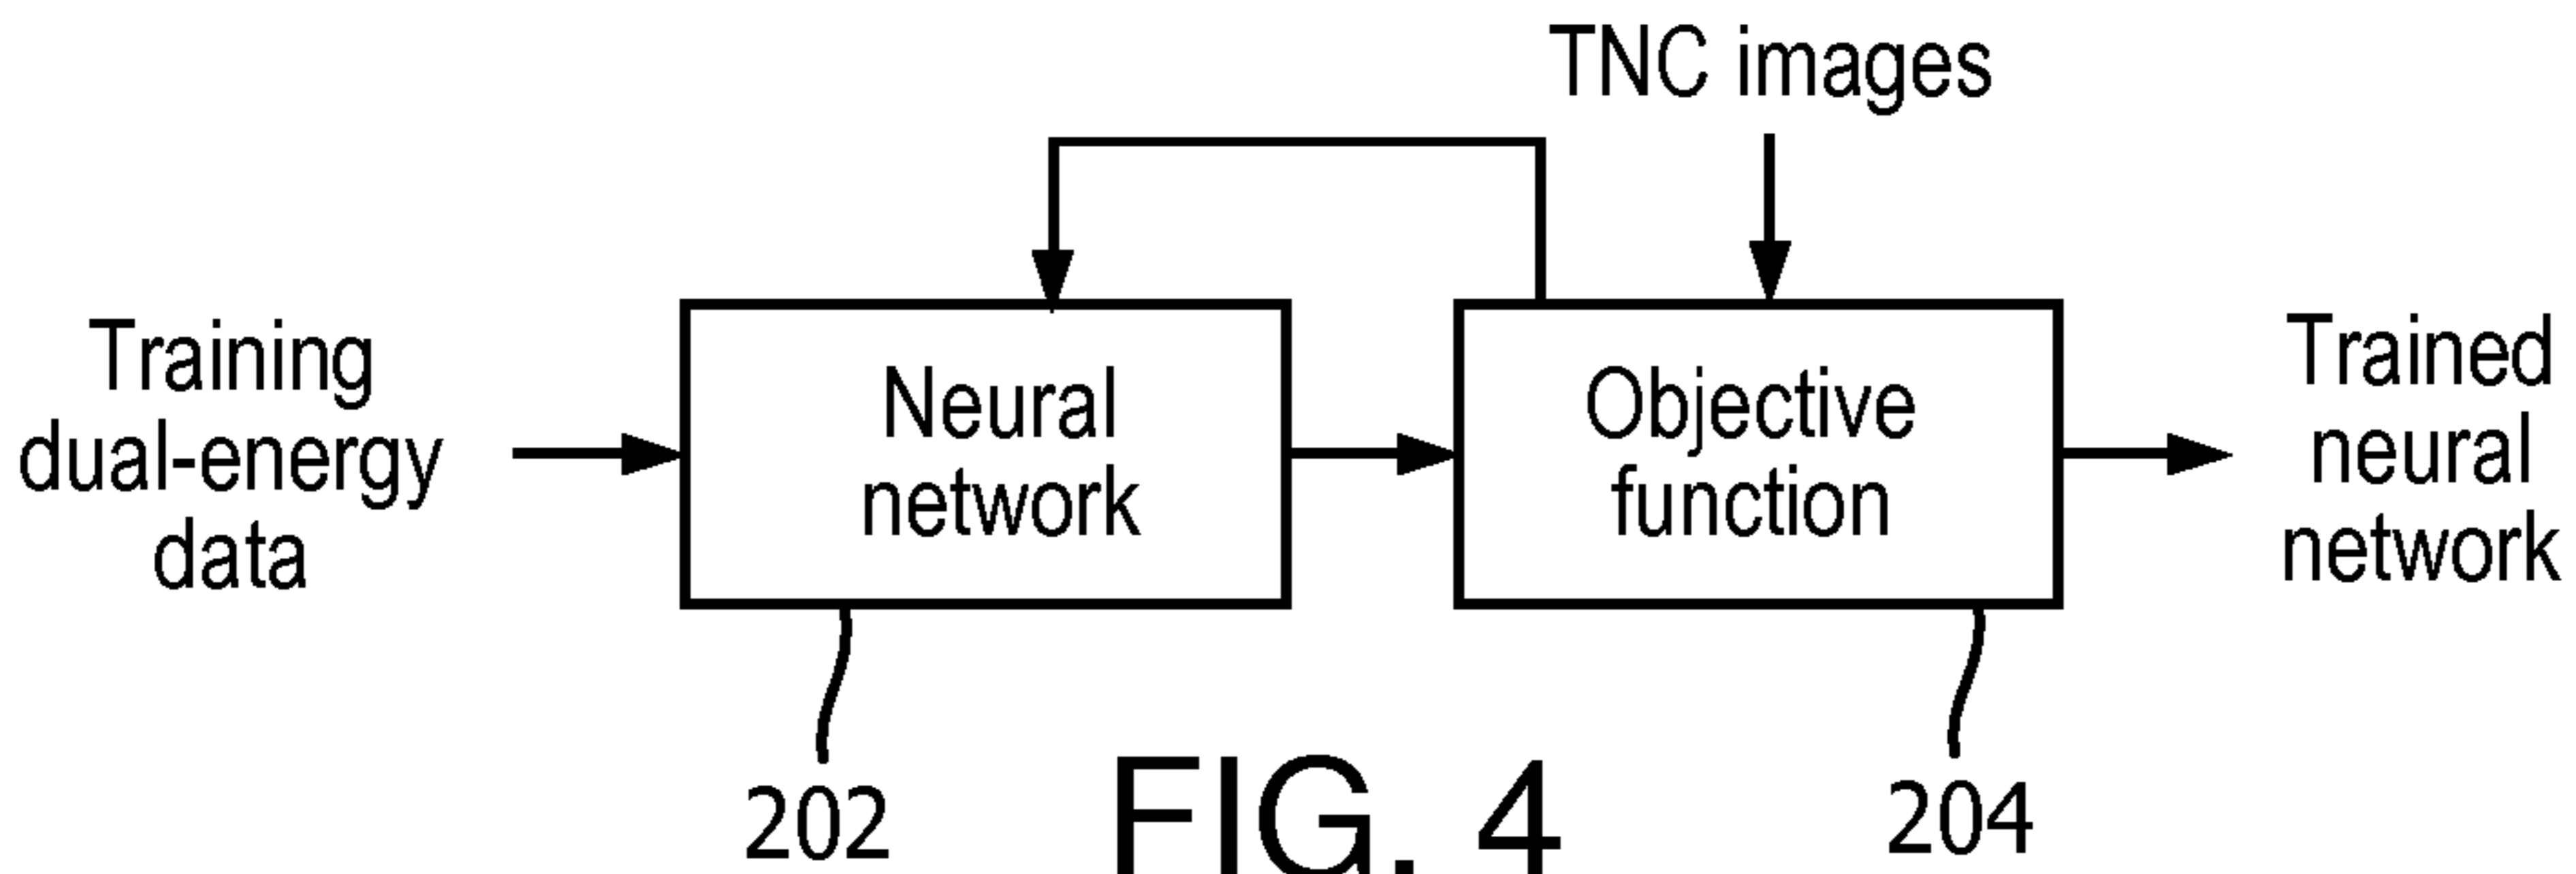 TNC images
Training
dual-energy
data
Neural
network
Objective
function
Trained
neural
network
202
FIG. 4
204